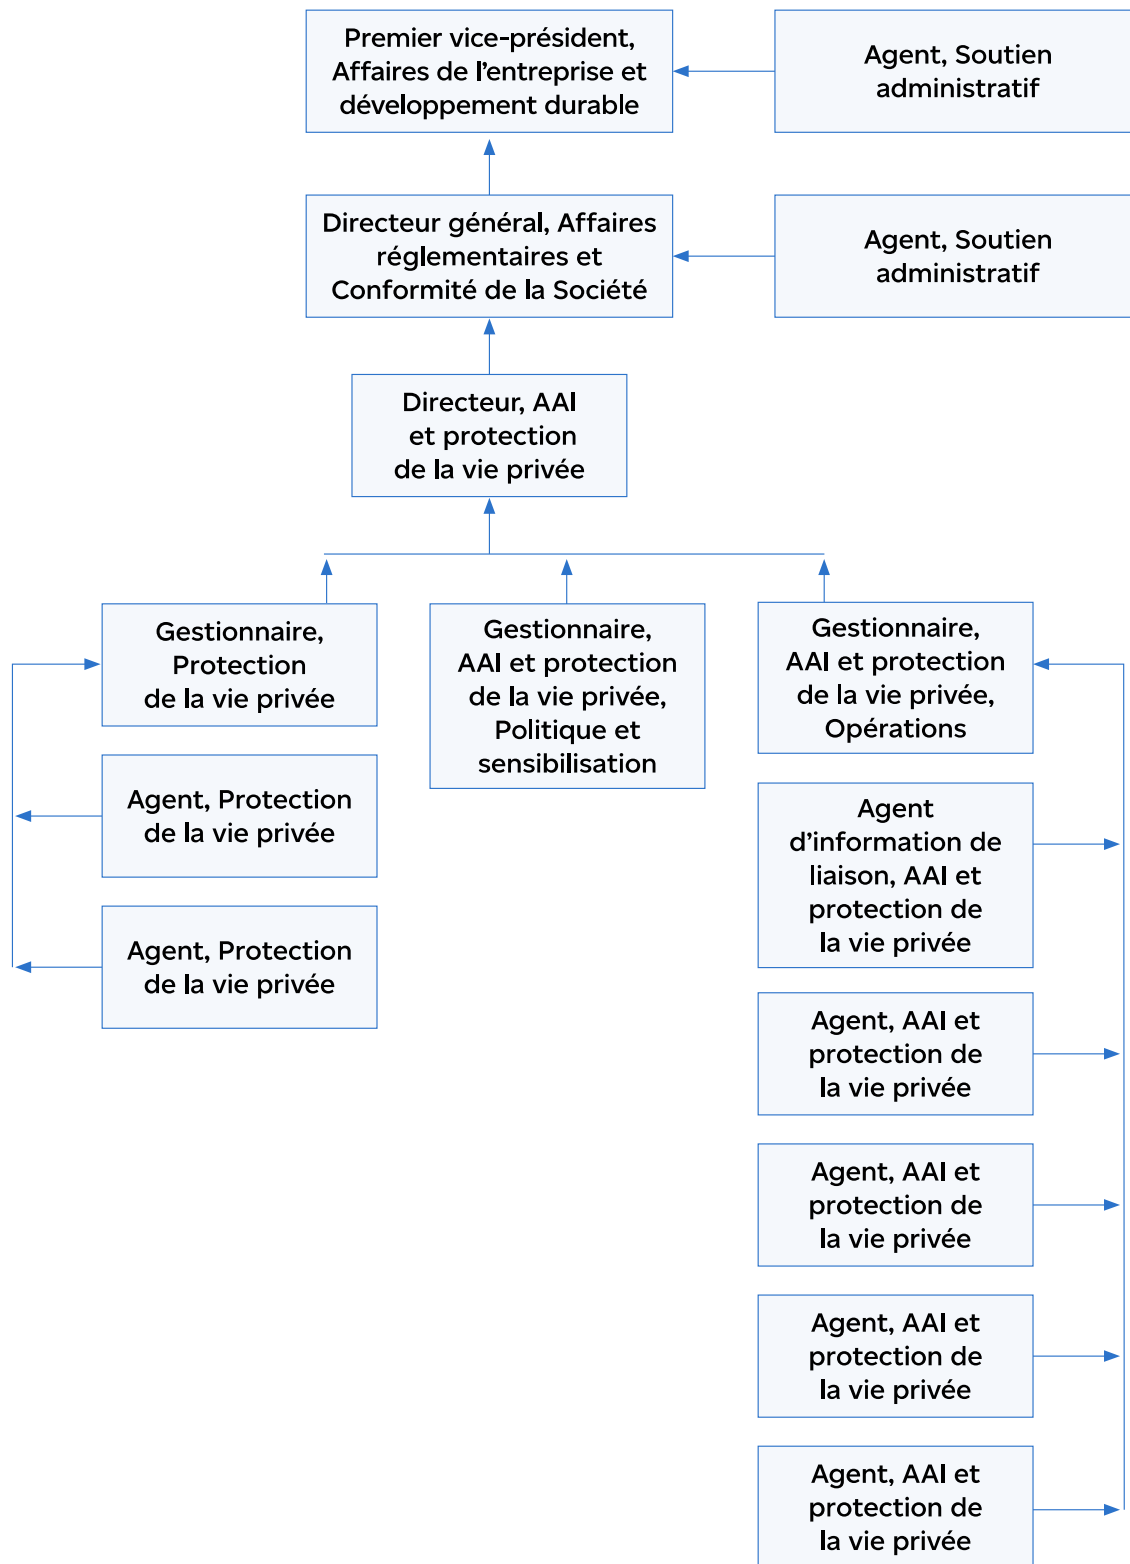 Premier vice-président,
Affaires de l’entreprise et
développement durable
Agent, Soutien
administratif
Directeur général, Affaires
réglementaires et
Conformité de la Société
Agent, Soutien
administratif
Directeur, AAI
et protection
de la vie privée
Gestionnaire,
Protection
de la vie privée
Agent, Protection
de la vie privée
Agent, Protection
de la vie privée
Gestionnaire,
AAI et protection
de la vie privée,
Politique et
sensibilisation
Gestionnaire,
AAI et protection
de la vie privée,
Opérations
Agent
d’information de
liaison, AAI et
protection de
la vie privée
Agent, AAI et
protection de
la vie privée
Agent, AAI et
protection de
la vie privée
Agent, AAI et
protection de
la vie privée
Agent, AAI et
protection de
la vie privée